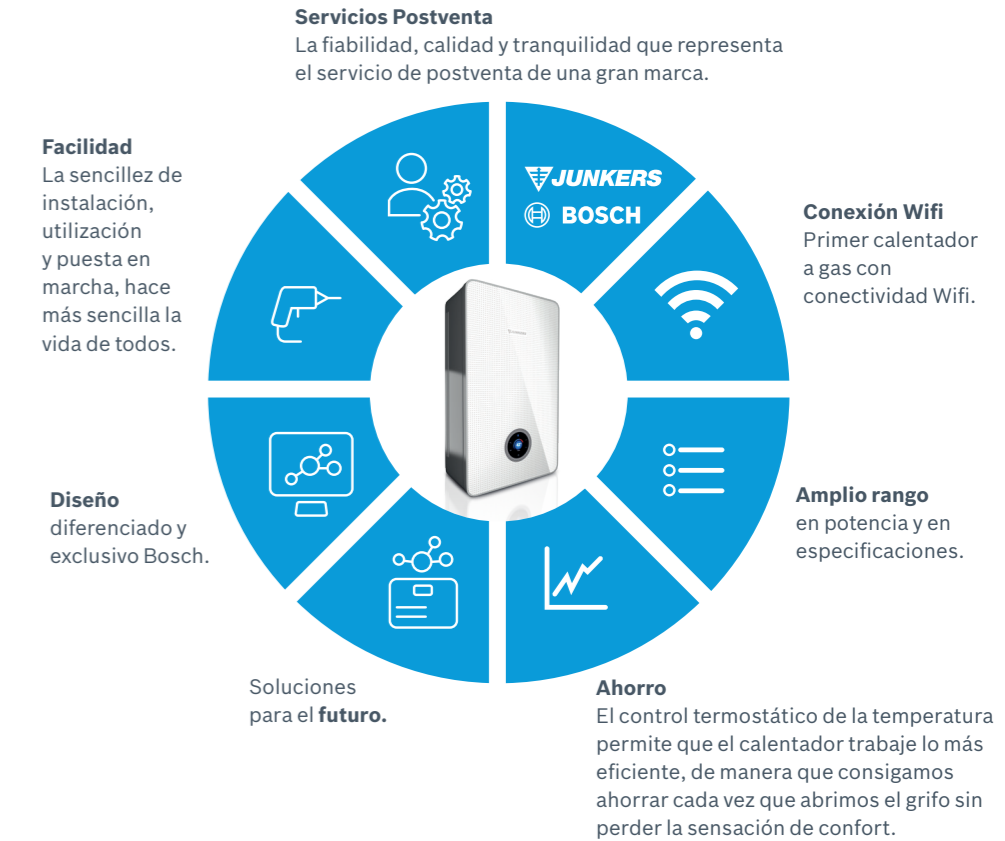 Servicios Postventa
La fiabilidad, calidad y tranquilidad que representa
el servicio de postventa de una gran marca.
JUNKERS
BOSCH
Facilidad
La sencillez de
instalación,
utilización
y puesta en
marcha, hace
más sencilla la
vida de todos.
Conexión Wifi
Primer calentador
a gas con
conectividad Wifi.
Diseño
diferenciado y
exclusivo Bosch.
Amplio rango
en potencia y en
especificaciones.
Soluciones
para el futuro.
Ahorro
El control termostático de la temperatura
permite que el calentador trabaje lo más
eficiente, de manera que consigamos
ahorrar cada vez que abrimos el grifo sin
perder la sensación de confort.